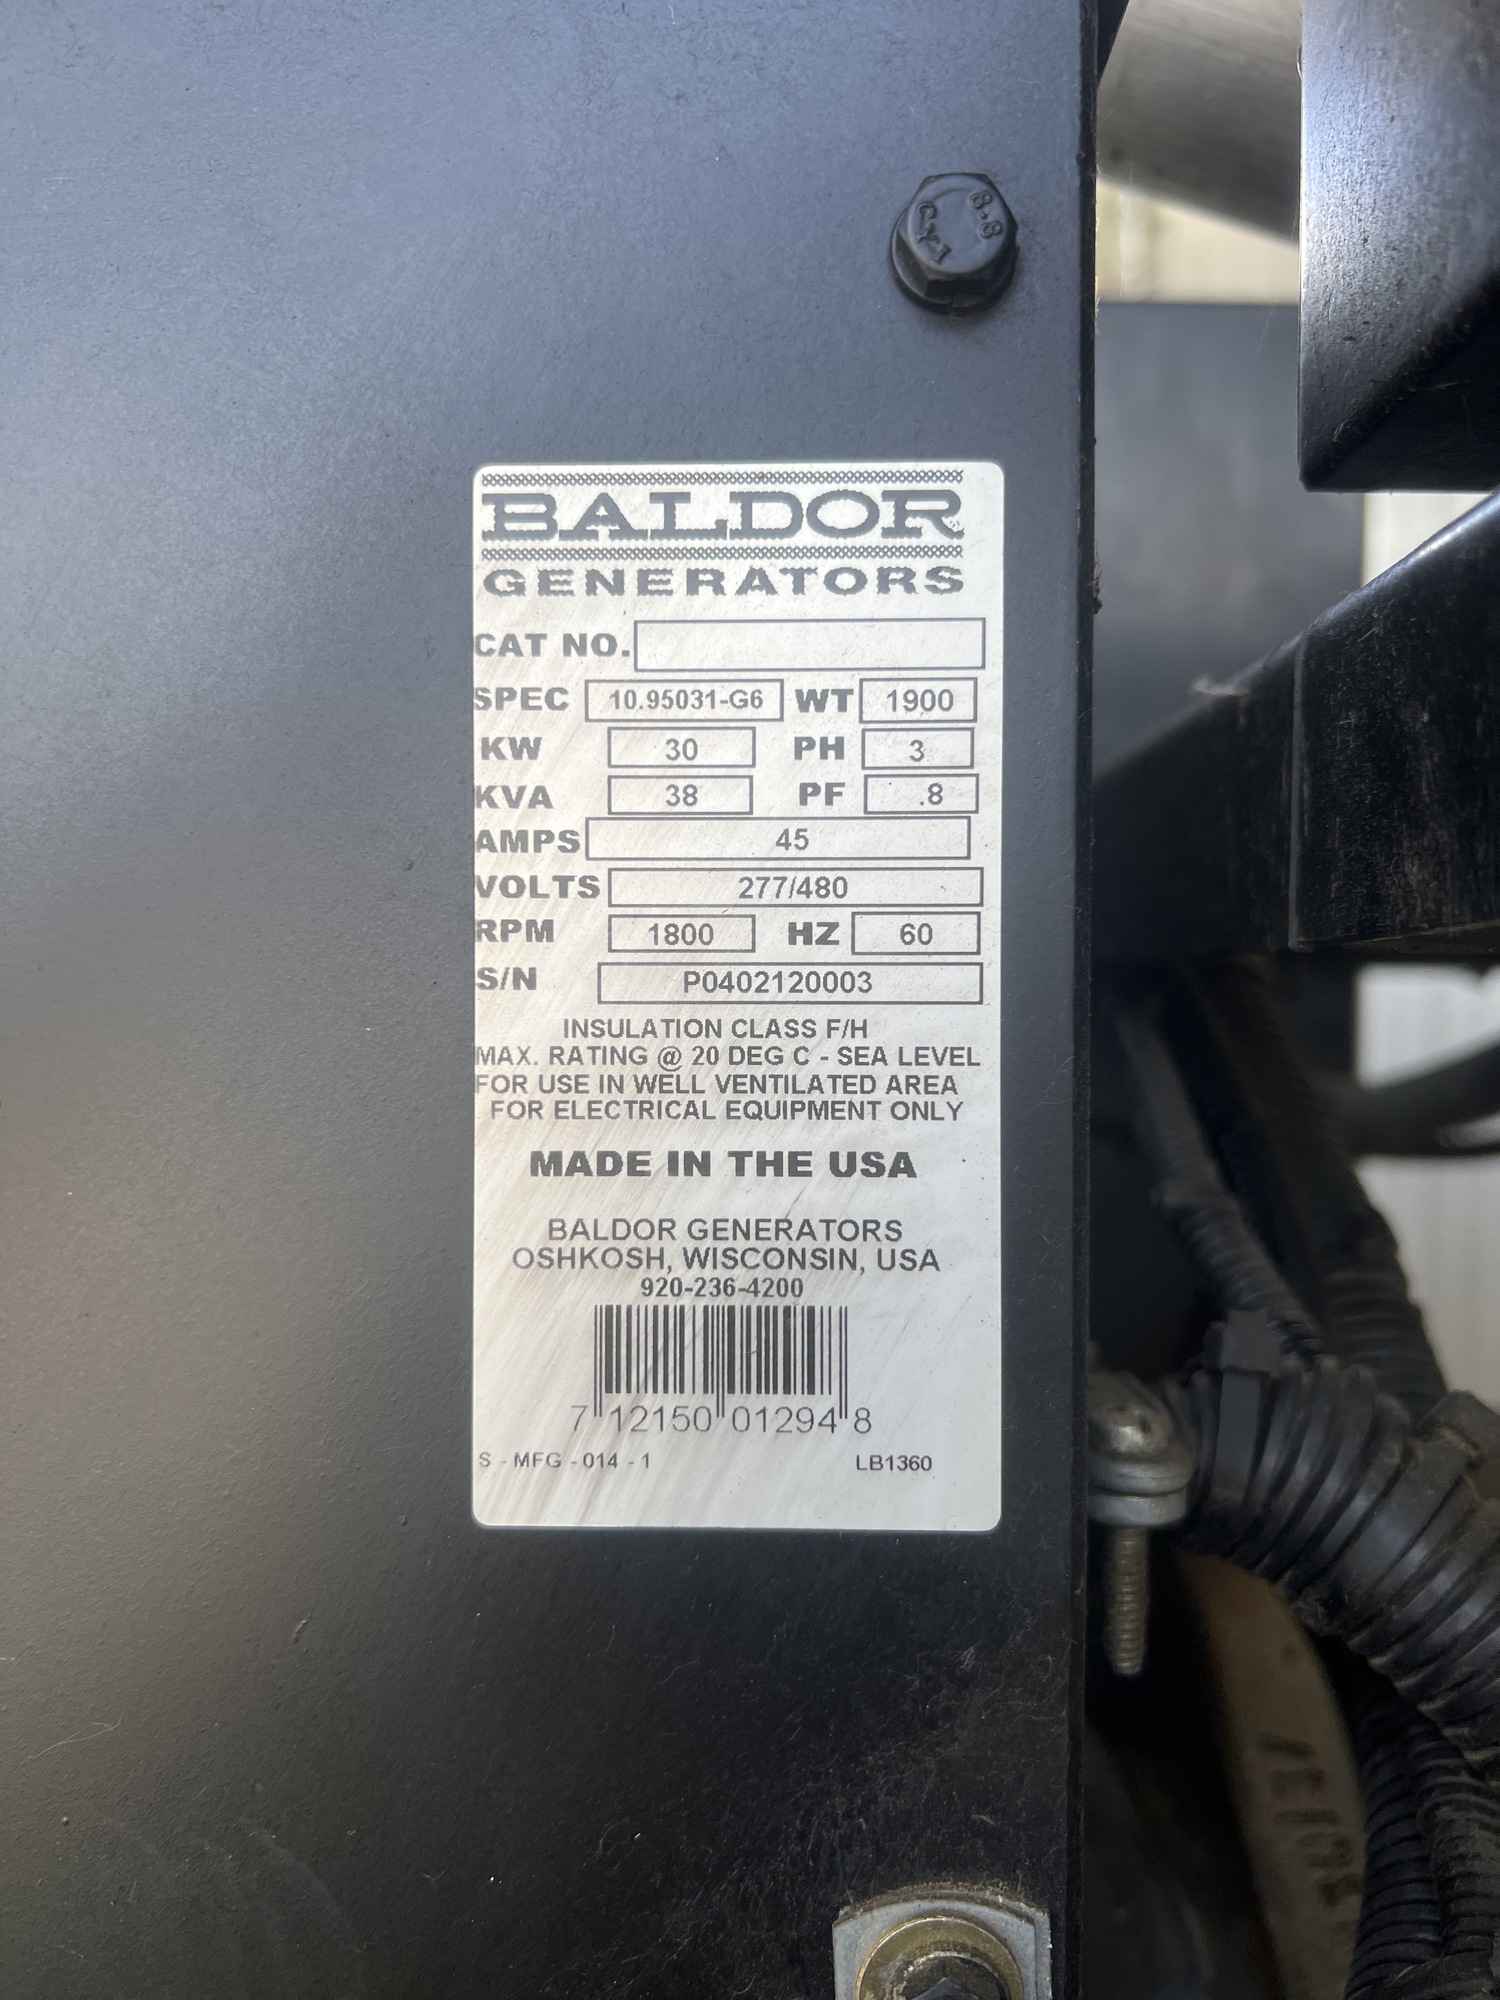 8.8
CYI
BALDOR
GENERATORS
CAT NO.
SPEC 10.95031-G6 WT 1900
KW 30 PH 3
KVA 38 PF .8
AMPS 45
VOLTS 277/480
RPM 1800 HZ 60
S/N P0402120003
INSULATION CLASS F/H
MAX. RATING @ 20 DEG C - SEA LEVEL
FOR USE IN WELL VENTILATED AREA
FOR ELECTRICAL EQUIPMENT ONLY
MADE IN THE USA
BALDOR GENERATORS
OSHKOSH, WISCONSIN, USA
920-236-4200
7 12150 01294 8
S - MFG - 014 - 1 LB1360